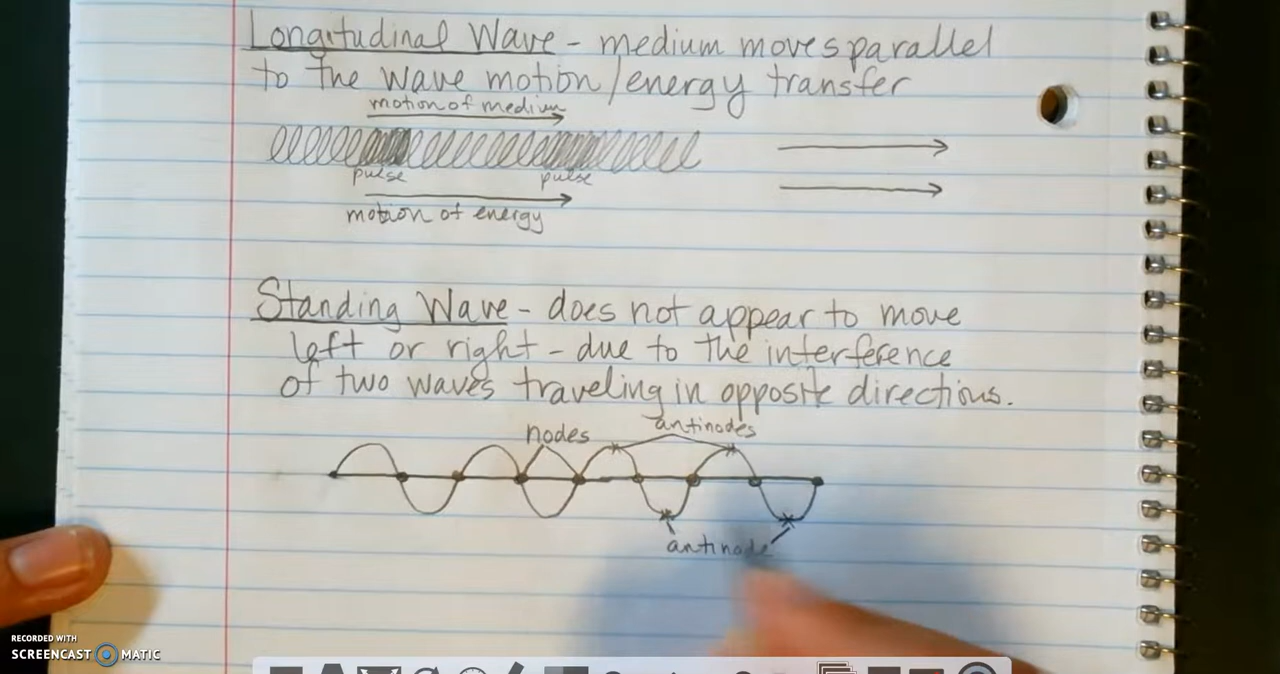 Longitudinal Wave - medium moves parallel
to the wave motion/energy transfer
motion of medium
pulse pulse
motion of energy
Standing Wave - does not appear to move
left or right - due to the interference
of two waves traveling in opposite directions.
nodes antinodes
antinode
RECORDED WITH
SCREENCAST MATIC